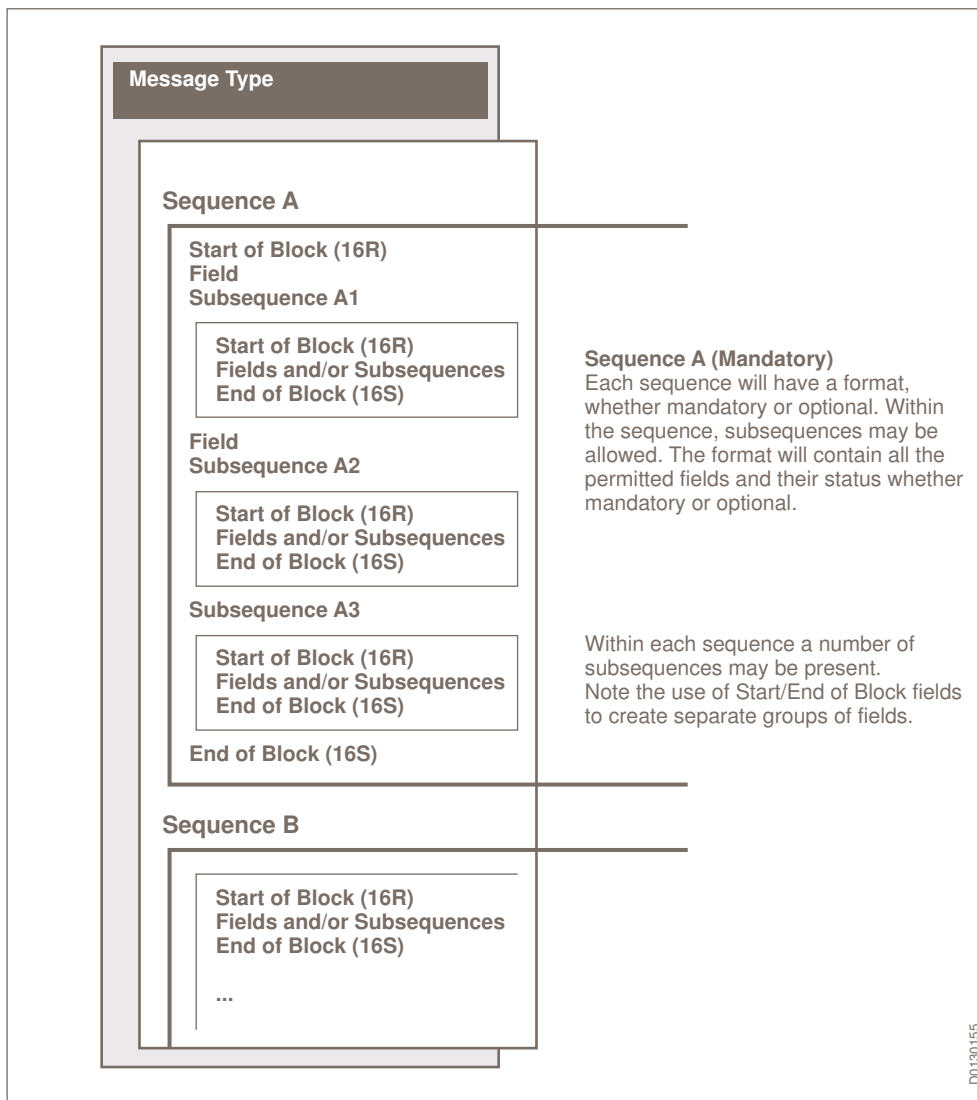 Message Type
Sequence A
Start of Block (16R)
Field
Subsequence A1
Start of Block (16R)
Fields and/or Subsequences
End of Block (16S)
Field
Subsequence A2
Start of Block (16R)
Fields and/or Subsequences
End of Block (16S)
Subsequence A3
Start of Block (16R)
Fields and/or Subsequences
End of Block (16S)
End of Block (16S)
Sequence A (Mandatory)
Each sequence will have a format,
whether mandatory or optional. Within
the sequence, subsequences may be
allowed. The format will contain all the
permitted fields and their status whether
mandatory or optional.
Within each sequence a number of
subsequences may be present.
Note the use of Start/End of Block fields
to create separate groups of fields.
Sequence B
Start of Block (16R)
Fields and/or Subsequences
End of Block (16S)
...
D0130155